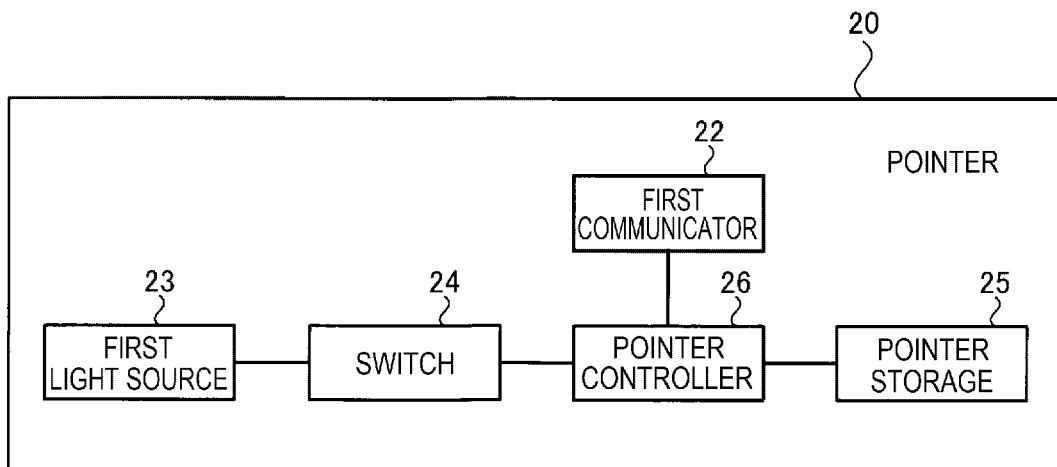 20
POINTER
22
FIRST
COMMUNICATOR
23
FIRST
LIGHT SOURCE
24
SWITCH
26
POINTER
CONTROLLER
25
POINTER
STORAGE